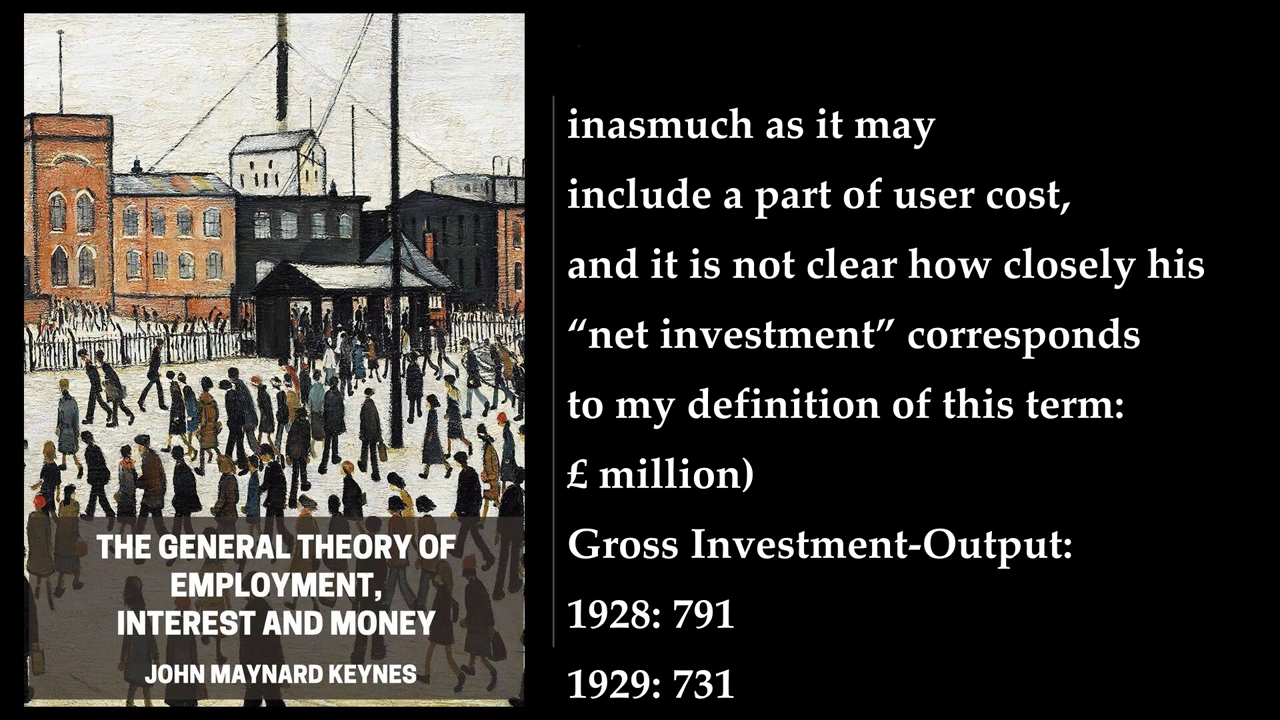 THE GENERAL THEORY OF
EMPLOYMENT,
INTEREST AND MONEY
JOHN MAYNARD KEYNES
inasmuch as it may
include a part of user cost,
and it is not clear how closely his
“net investment” corresponds
to my definition of this term:
£ million)
Gross Investment-Output:
1928: 791
1929: 731